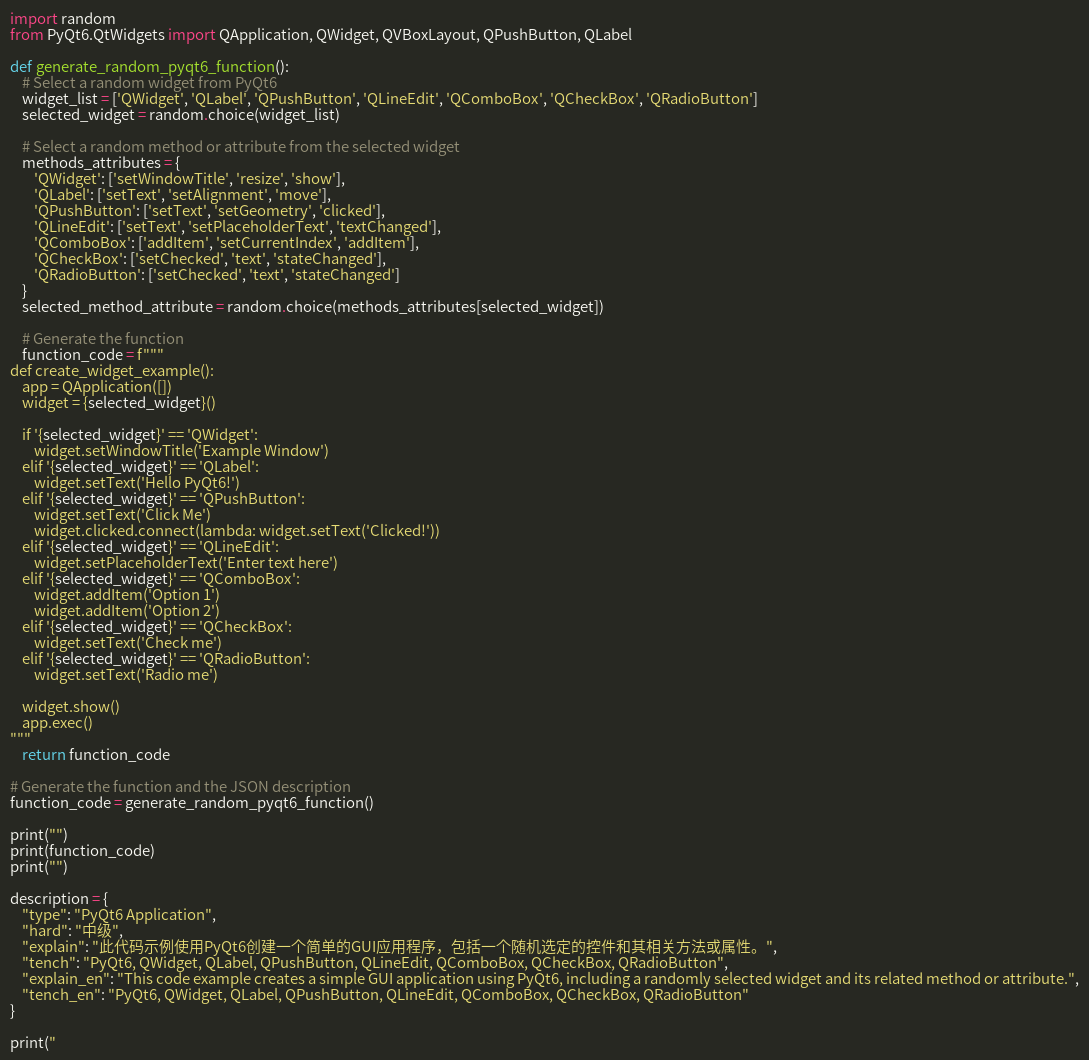 import random
from PyQt6.QtWidgets import QApplication, QWidget, QVBoxLayout, QPushButton, QLabel

def generate_random_pyqt6_function():
    # Select a random widget from PyQt6
    widget_list = ['QWidget', 'QLabel', 'QPushButton', 'QLineEdit', 'QComboBox', 'QCheckBox', 'QRadioButton']
    selected_widget = random.choice(widget_list)

    # Select a random method or attribute from the selected widget
    methods_attributes = {
        'QWidget': ['setWindowTitle', 'resize', 'show'],
        'QLabel': ['setText', 'setAlignment', 'move'],
        'QPushButton': ['setText', 'setGeometry', 'clicked'],
        'QLineEdit': ['setText', 'setPlaceholderText', 'textChanged'],
        'QComboBox': ['addItem', 'setCurrentIndex', 'addItem'],
        'QCheckBox': ['setChecked', 'text', 'stateChanged'],
        'QRadioButton': ['setChecked', 'text', 'stateChanged']
    }
    selected_method_attribute = random.choice(methods_attributes[selected_widget])

    # Generate the function
    function_code = f"""
def create_widget_example():
    app = QApplication([])
    widget = {selected_widget}()

    if '{selected_widget}' == 'QWidget':
        widget.setWindowTitle('Example Window')
    elif '{selected_widget}' == 'QLabel':
        widget.setText('Hello PyQt6!')
    elif '{selected_widget}' == 'QPushButton':
        widget.setText('Click Me')
        widget.clicked.connect(lambda: widget.setText('Clicked!'))
    elif '{selected_widget}' == 'QLineEdit':
        widget.setPlaceholderText('Enter text here')
    elif '{selected_widget}' == 'QComboBox':
        widget.addItem('Option 1')
        widget.addItem('Option 2')
    elif '{selected_widget}' == 'QCheckBox':
        widget.setText('Check me')
    elif '{selected_widget}' == 'QRadioButton':
        widget.setText('Radio me')

    widget.show()
    app.exec()
"""
    return function_code

# Generate the function and the JSON description
function_code = generate_random_pyqt6_function()

print("")
print(function_code)
print("")

description = {
    "type": "PyQt6 Application",
    "hard": "中级",
    "explain": "此代码示例使用PyQt6创建一个简单的GUI应用程序，包括一个随机选定的控件和其相关方法或属性。",
    "tench": "PyQt6, QWidget, QLabel, QPushButton, QLineEdit, QComboBox, QCheckBox, QRadioButton",
    "explain_en": "This code example creates a simple GUI application using PyQt6, including a randomly selected widget and its related method or attribute.",
    "tench_en": "PyQt6, QWidget, QLabel, QPushButton, QLineEdit, QComboBox, QCheckBox, QRadioButton"
}

print("